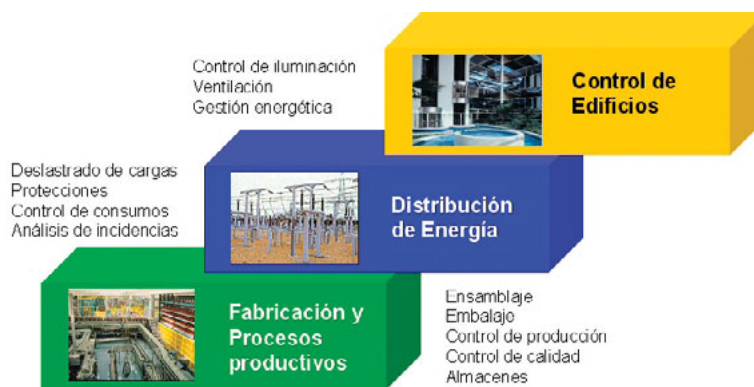 Control de iluminación
Ventilación
Gestión energética
Control de
Edificios
Deslastrado de cargas
Protecciones
Control de consumos
Análisis de incidencias
Distribución
de Energía
Fabricación y
Procesos
productivos
Ensamblaje
Embalaje
Control de producción
Control de calidad
Almacenes